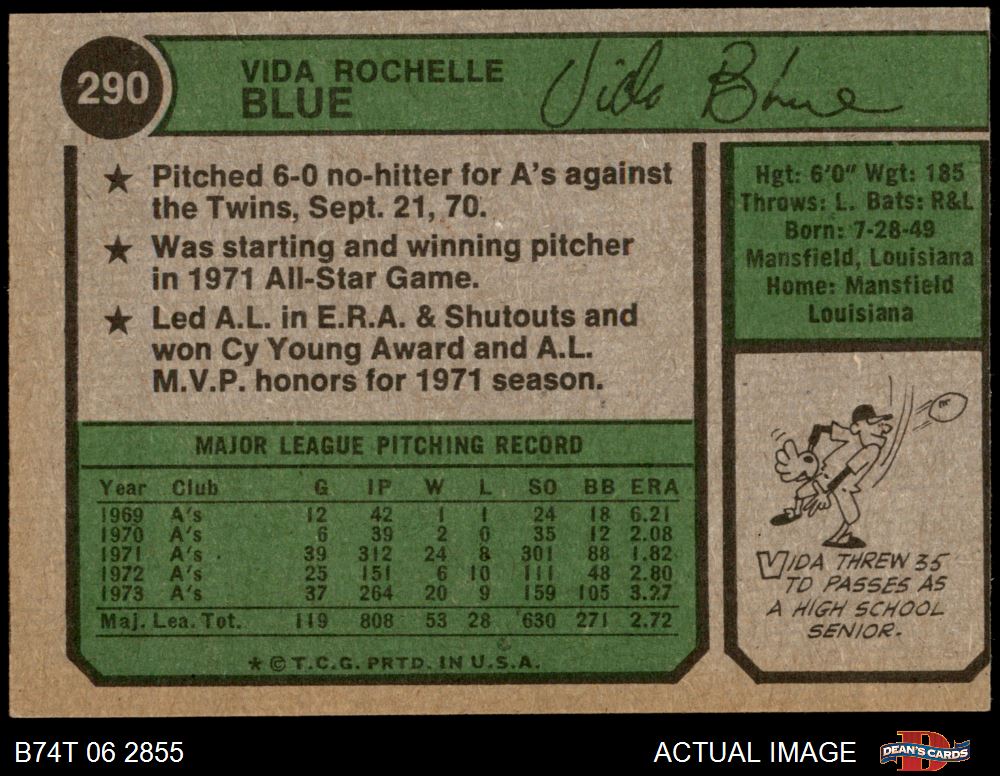 290
VIDA ROCHELLE
BLUE
Vida Blue
★ Pitched 6-0 no-hitter for A's against
the Twins, Sept. 21, 70.
★ Was starting and winning pitcher
in 1971 All-Star Game.
★ Led A.L. in E.R.A. & Shutouts and
won Cy Young Award and A.L.
M.V.P. honors for 1971 season.
Hgt: 6'0" Wgt: 185
Throws: L. Bats: R&L
Born: 7-28-49
Mansfield, Louisiana
Home: Mansfield
Louisiana
MAJOR LEAGUE PITCHING RECORD
Year Club G IP W L SO BB ERA
1969 A's 12 42 1 1 24 18 6.21
1970 A's 6 39 2 0 35 12 2.08
1971 A's 39 312 24 8 301 88 1.82
1972 A's 25 151 6 10 111 48 2.80
1973 A's 37 264 20 9 159 105 3.27
Maj. Lea. Tot. 119 808 53 28 630 271 2.72
★ © T.C.G. PRTD. IN U.S.A.
VIDA THREW 35
TD PASSES AS
A HIGH SCHOOL
SENIOR.
B74T 06 2855
ACTUAL IMAGE
DEAN'S CARDS